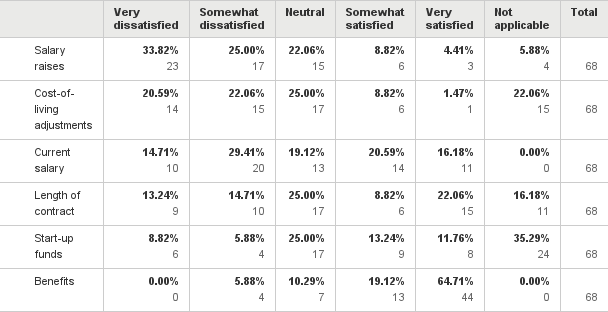 Very dissatisfied Somewhat dissatisfied Neutral Somewhat satisfied Very satisfied Not applicable Total
Salary raises 33.82% 25.00% 22.06% 8.82% 4.41% 5.88%
23 17 15 6 3 4 68
Cost-of-living adjustments 20.59% 22.06% 25.00% 8.82% 1.47% 22.06%
14 15 17 6 1 15 68
Current salary 14.71% 29.41% 19.12% 20.59% 16.18% 0.00%
10 20 13 14 11 0 68
Length of contract 13.24% 14.71% 25.00% 8.82% 22.06% 16.18%
9 10 17 6 15 11 68
Start-up funds 8.82% 5.88% 25.00% 13.24% 11.76% 35.29%
6 4 17 9 8 24 68
Benefits 0.00% 5.88% 10.29% 19.12% 64.71% 0.00%
0 4 7 13 44 0 68